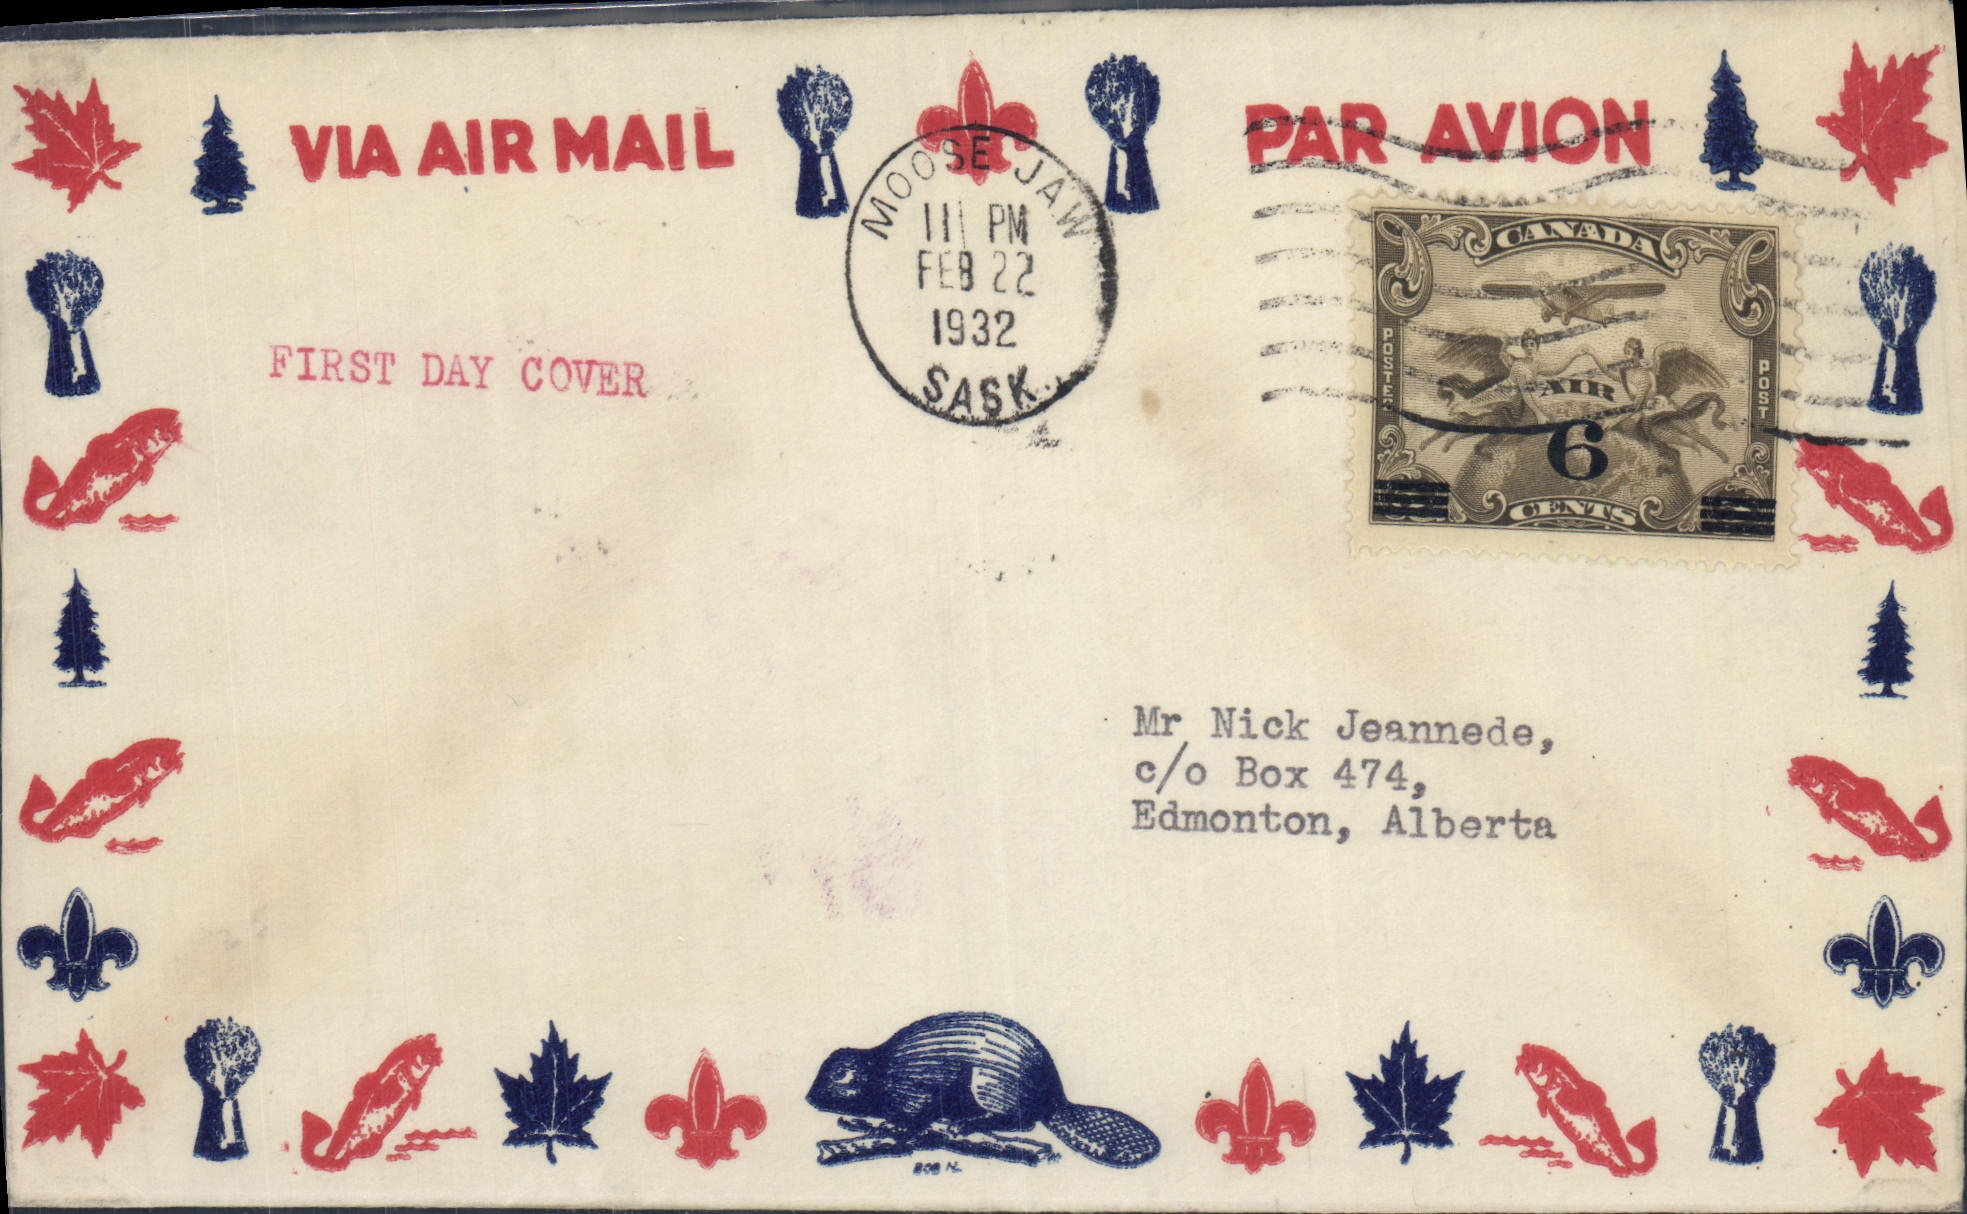 VIA AIR MAIL
PAR AVION
MOOSE JAW
11 PM
FEB 22
1932
SASK.
FIRST DAY COVER
CANADA
POSTES
POST
AIR
6
CENTS
Mr Nick Jeannede,
c/o Box 474,
Edmonton, Alberta
BOB N.